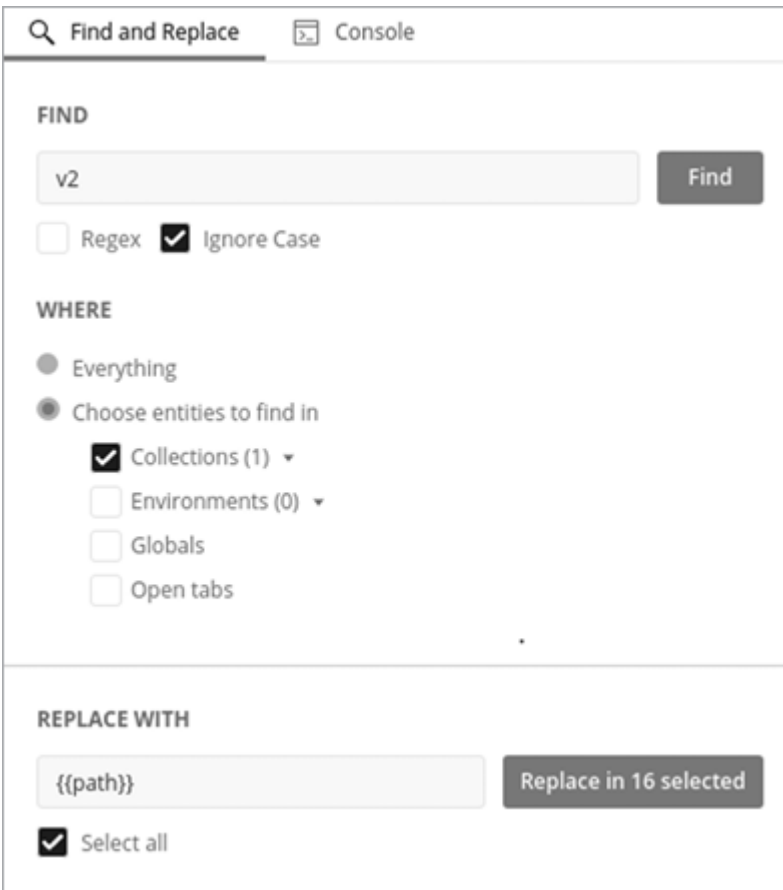 Find and Replace Console
FIND
v2 Find
Regex Ignore Case
WHERE
Everything
Choose entities to find in
Collections (1)
Environments (0)
Globals
Open tabs
REPLACE WITH
{{path}} Replace in 16 selected
Select all